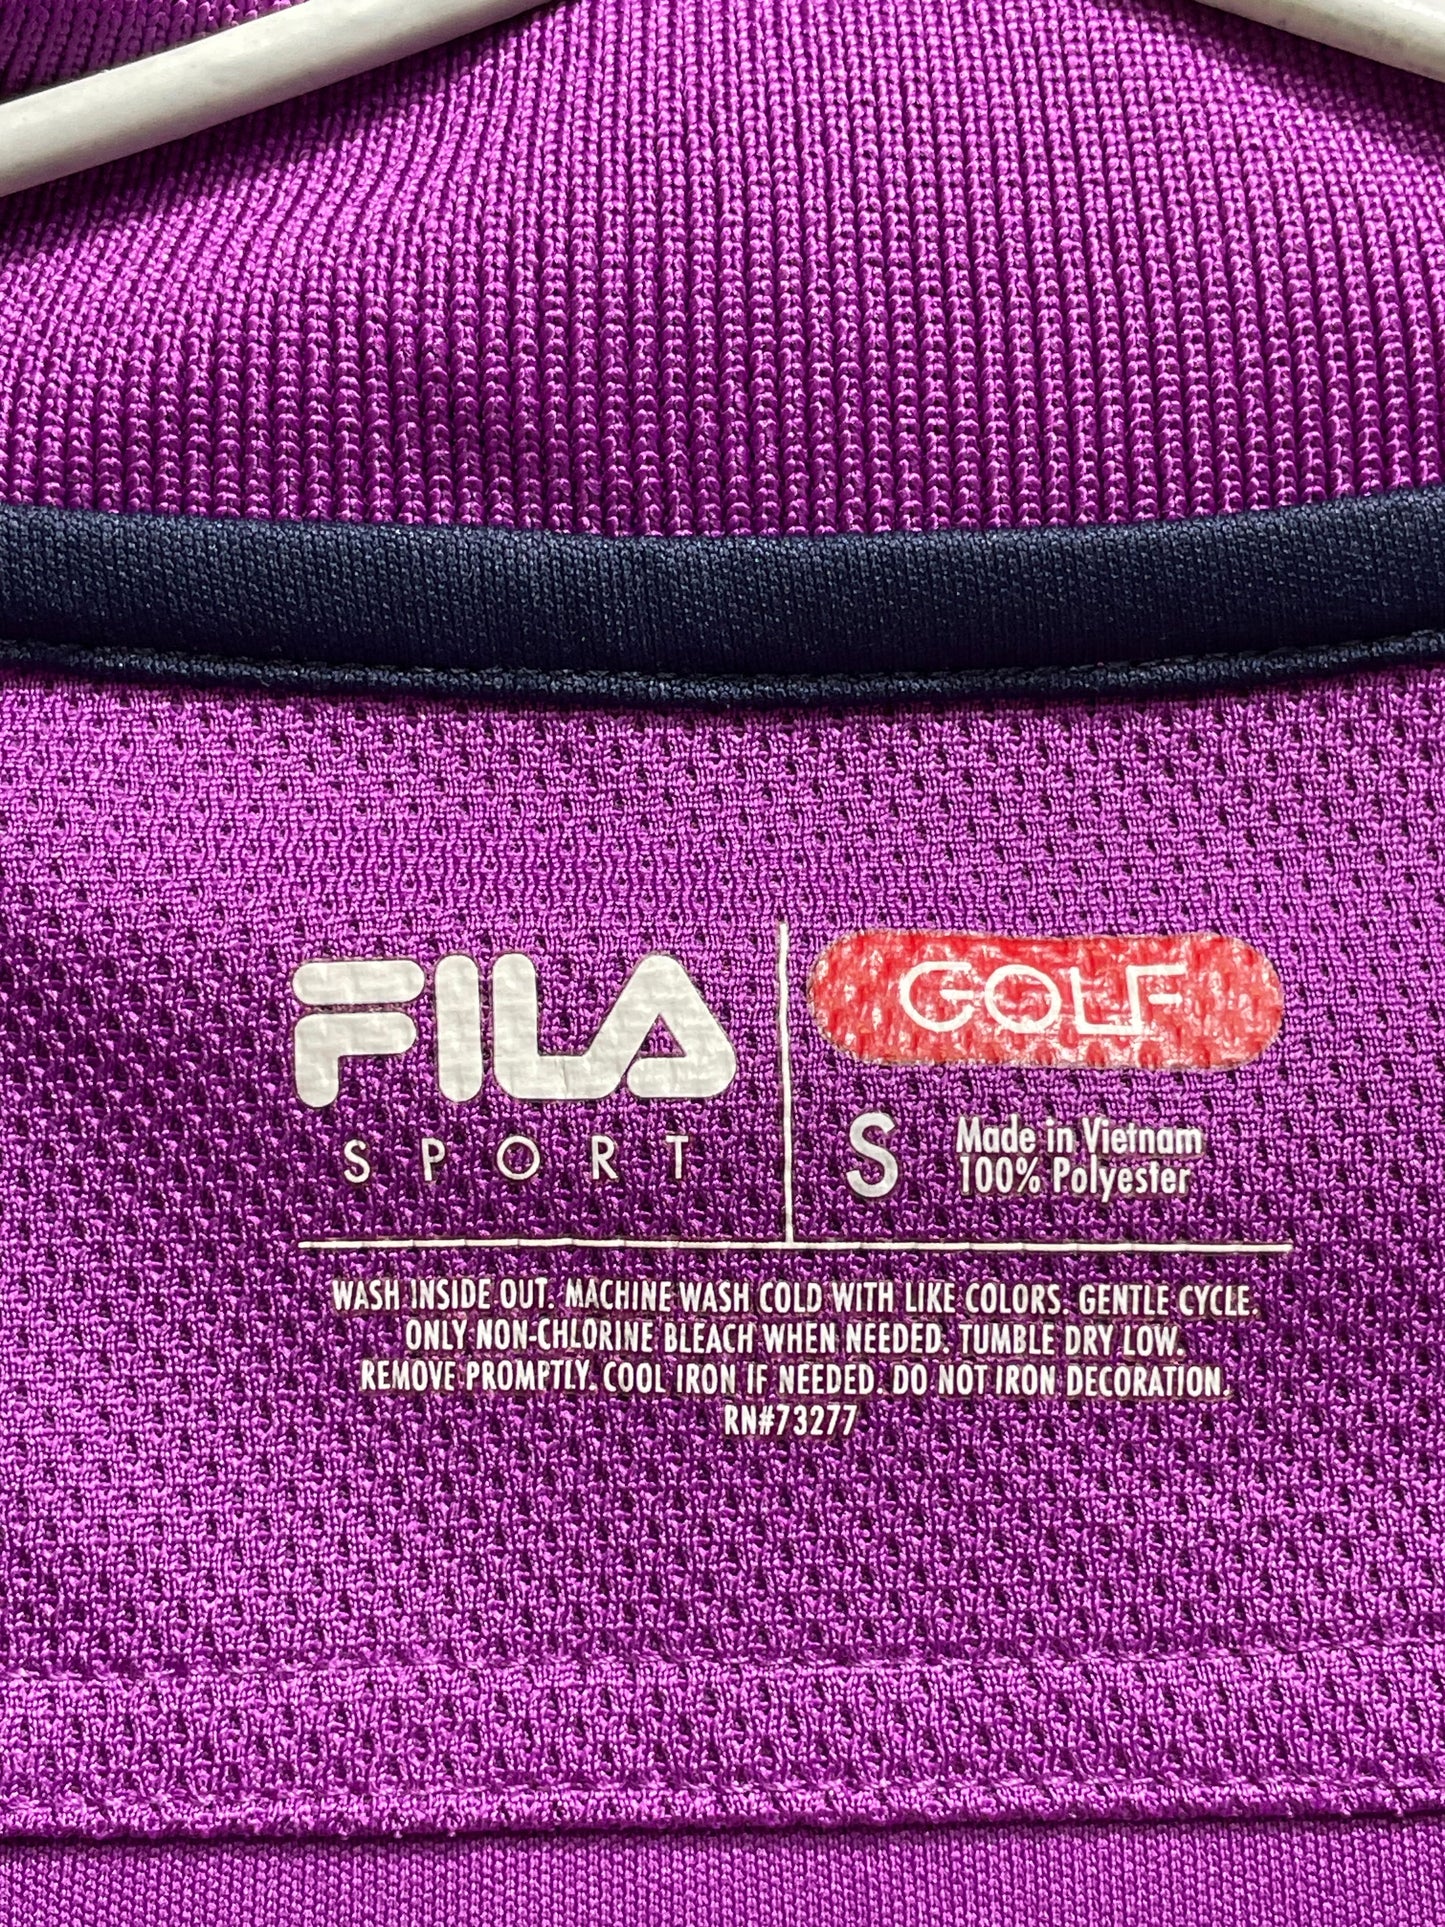 FILA
SPORT
GOLF
S
Made in Vietnam
100% Polyester
WASH INSIDE OUT. MACHINE WASH COLD WITH LIKE COLORS. GENTLE CYCLE.
ONLY NON-CHLORINE BLEACH WHEN NEEDED. TUMBLE DRY LOW.
REMOVE PROMPTLY. COOL IRON IF NEEDED. DO NOT IRON DECORATION.
RN#73277